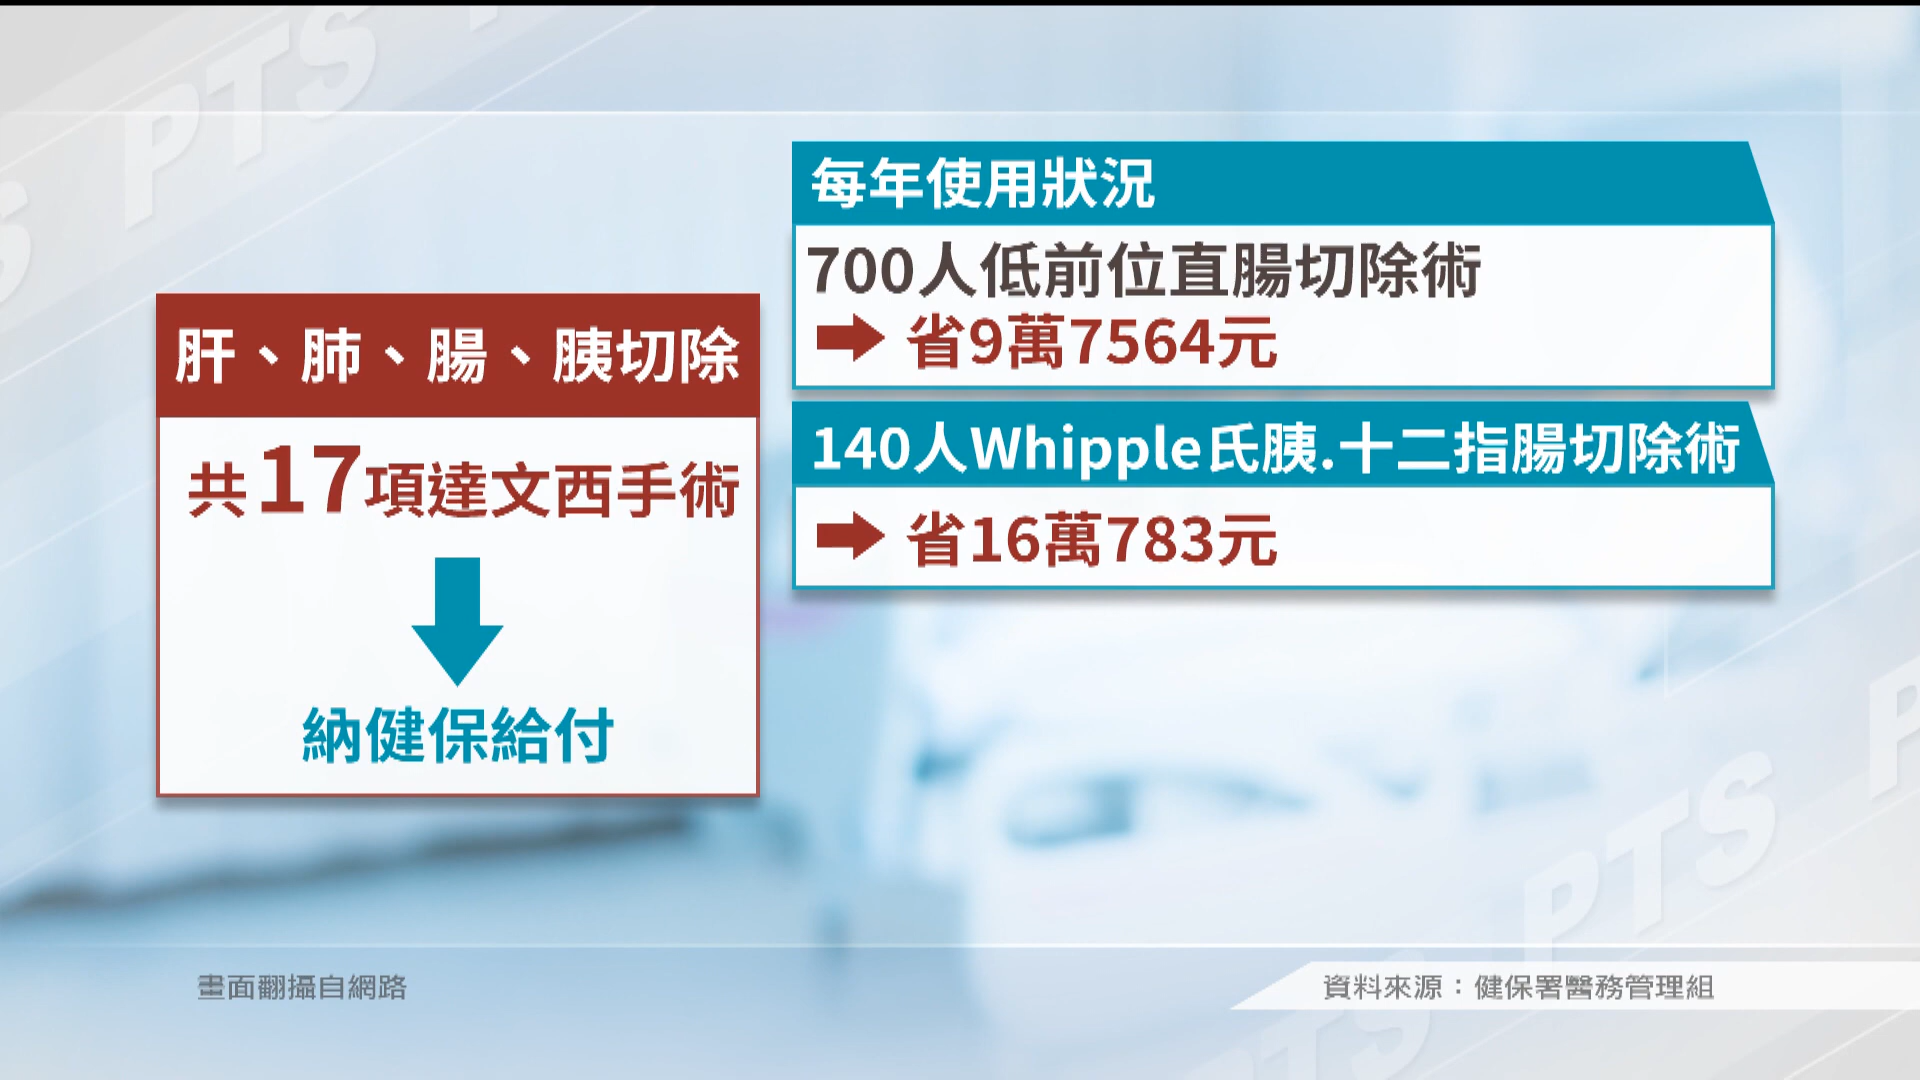 肝、肺、腸、胰切除
共17項達文西手術
納健保給付
每年使用狀況
700人低前位直腸切除術
省9萬7564元
140人Whipple氏胰.十二指腸切除術
省16萬783元
畫面翻攝自網路
資料來源：健保署醫務管理組
PTS
PTS
PTS